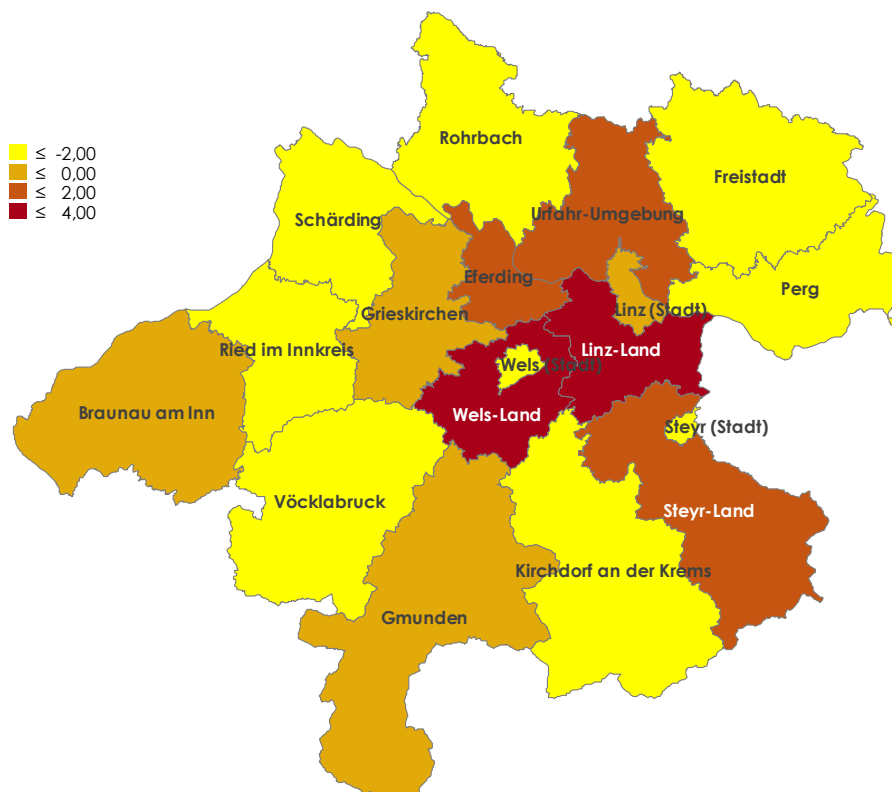 ≤ -2,00
≤ 0,00
≤ 2,00
≤ 4,00
Rohrbach
Freistadt
Schärding
Urfahr-Umgebung
Eferding
Perg
Grieskirchen
Linz (Stadt)
Ried im Innkreis
Linz-Land
Wels (Stadt)
Braunau am Inn
Wels-Land
Steyr (Stadt)
Vöcklabruck
Steyr-Land
Kirchdorf an der Krems
Gmunden